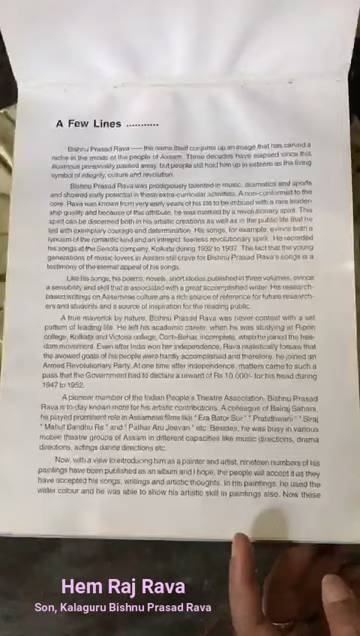 A Few Lines ...........
Bishnu Prasad Rava — the name itself conjures up an image that has carved a
niche in the minds of the people of Assam. Three decades have elapsed since this
illustrious personality passed away, but people still hold him up in esteem as the living
symbol of integrity, culture and revolution.
Bishnu Prasad Rava was prodigiously talented in music, dramatics and sports
and showed early potential in these extra-curricular activities. A non-conformist to the
core, Rava was known from very early years of his life to be imbued with a rare leader-
ship quality and because of this attribute, he was marked by a revolutionary spirit. This
spirit can be discerned both in his artistic creations as well as in the public life that he
led with exemplary courage and determination. His songs, for example, evince both a
lyricism of the romantic kind and an intrepid, fearless revolutionary spirit. He recorded
his songs at the Senola company, Kolkata during 1932 to 1937. The fact that the young
generations of music lovers in Assam still crave for Bishnu Prasad Rava's songs is a
testimony of the eternal appeal of his songs.
Like his songs, his poems, novels, short stories published in three volumes, evince
a sensibility and skill that is associated with a great accomplished writer. His research-
based writings on Assamese culture are a rich source of reference for future research-
ers and students and a source of inspiration for the reading public.
A true maverick by nature, Bishnu Prasad Rava was never content with a set
pattern of leading life. He left his academic career, when he was studying at Ripon
college, Kolkata and Victoria college, Coch-Behar, incomplete, when he joined the free-
dom movement. Even after India won her independence, Rava realistically forsaw, that
the avowed goals of his people were hardly accomplished and therefore, he joined an
Armed Revolutionary Party. At one time after independence, matters came to such a
pass that the Government had to declare a reward of Rs 10,000/- for his head during
1947 to 1952.
A pioneer member of the Indian People's Theatre Association, Bishnu Prasad
Rava is to-day known more for his artistic contributions. A colleague of Balraj Sahani,
he played prominent role in Assamese films like "Era Bator Sur" "Pratidhwani" "Siraj
"Mahut Bandhu Re" and "Palhar Aru Jeevan" etc. Besides, he was busy in various
mobile theatre groups of Assam in different capacities like music directions, drama
directions, actings dance directions etc.
Now, with a view to introducing him as a painter and artist, nineteen numbers of his
paintings have been published as an album and I hope, the people will accept it as they
have accepted his songs, writings and artistic thoughts. In his paintings, he used the
water colour and he was able to show his artistic skill in paintings also. Now these
Hem Raj Rava
Son, Kalaguru Bishnu Prasad Rava